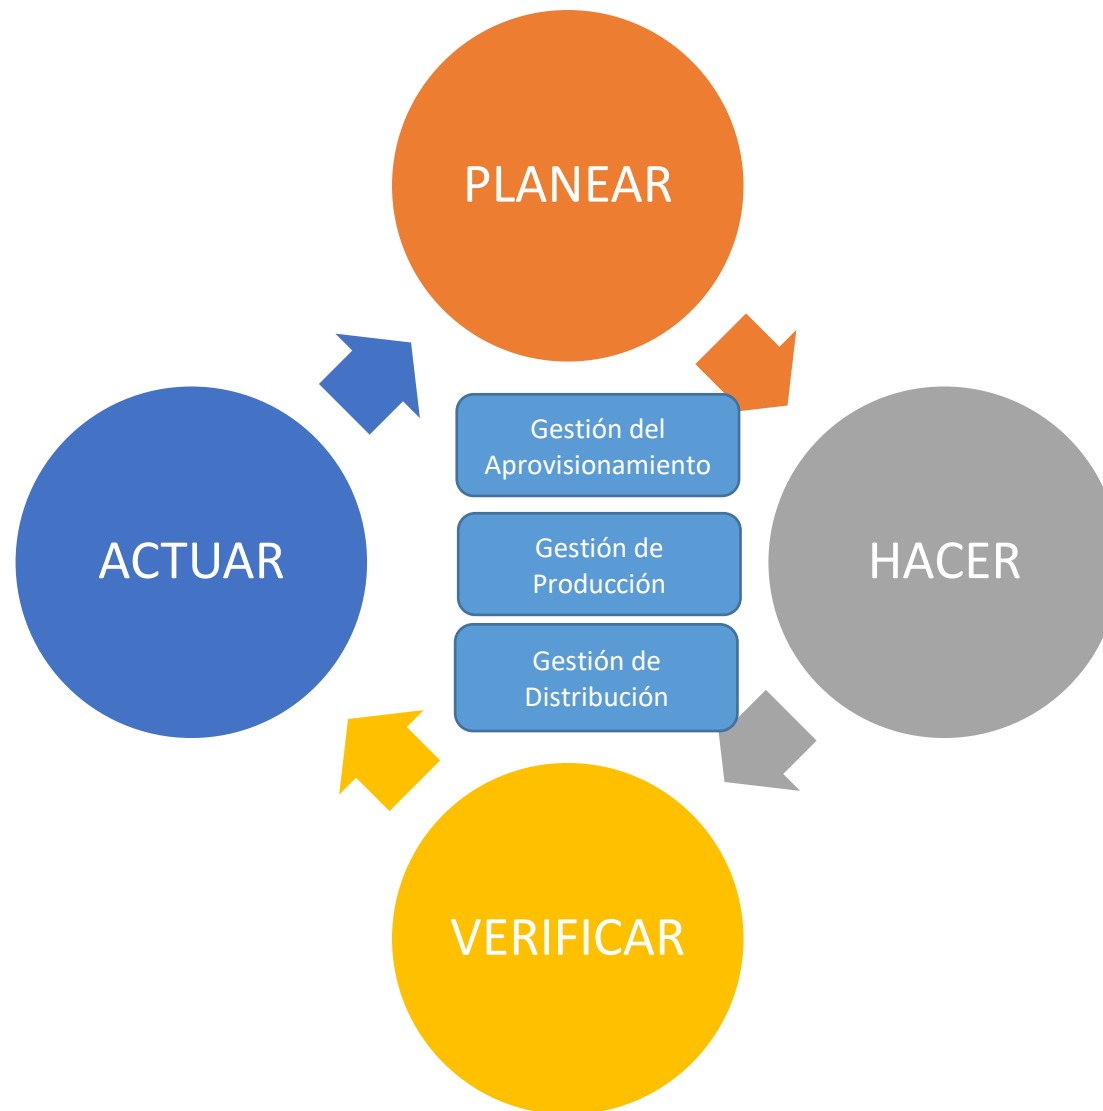 PLANEAR
Gestión del
Aprovisionamiento
ACTUAR
Gestión de
Producción
HACER
Gestión de
Distribución
VERIFICAR